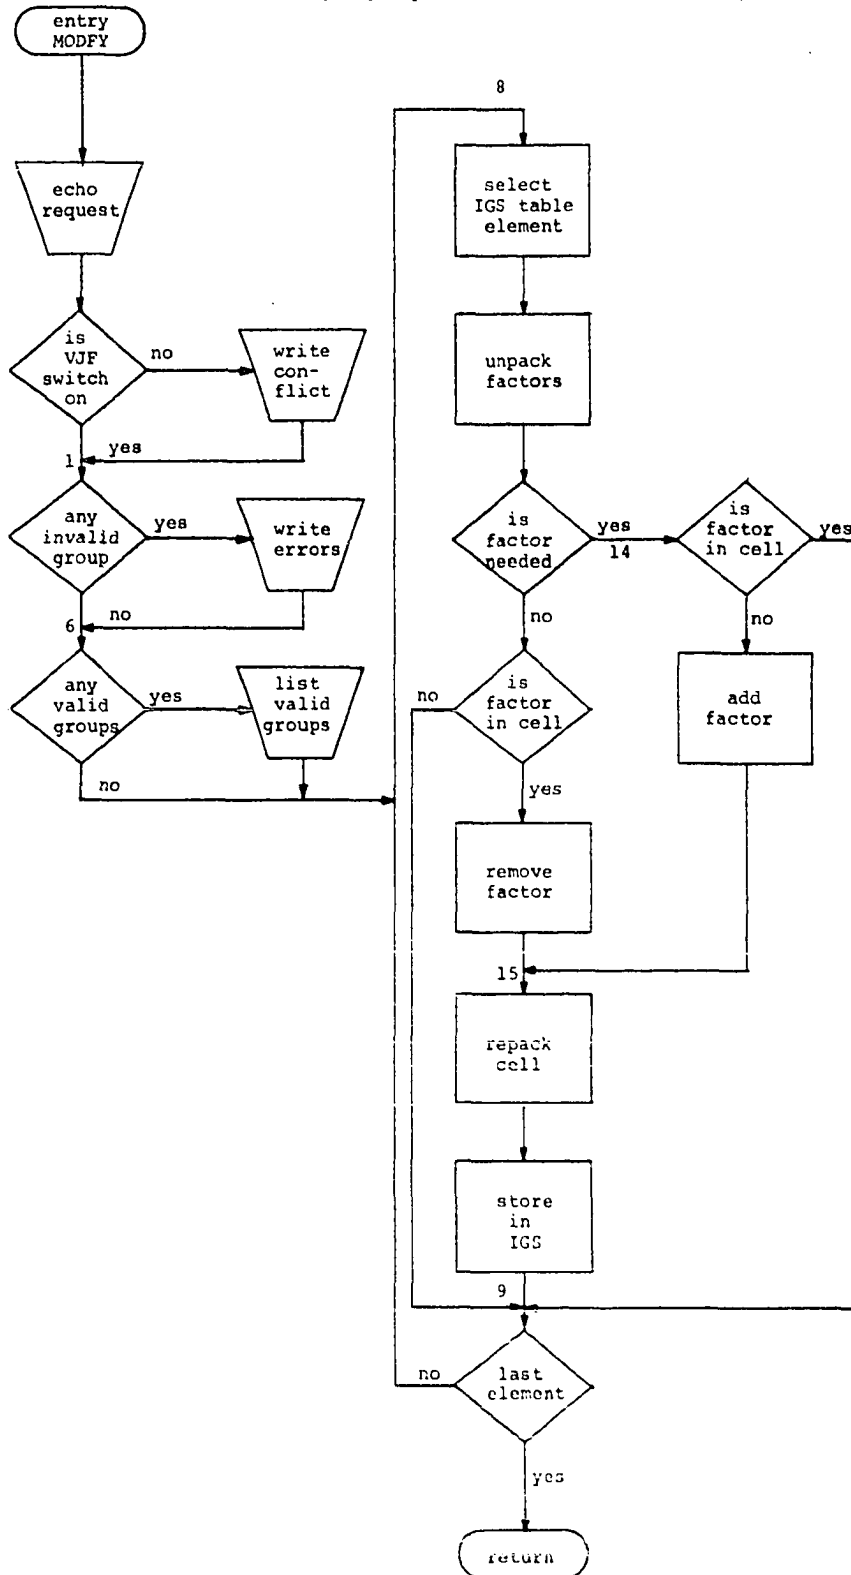 entry
MODFY
echo
request
is
VJF
switch
on
no
write
con-
flict
1
yes
any
invalid
group
yes
write
errors
6
no
any
valid
groups
yes
list
valid
groups
no
8
select
IGS table
element
unpack
factors
is
factor
needed
yes
14
is
factor
in cell
yes
no
no
is
factor
in cell
no
add
factor
yes
remove
factor
15
repack
cell
store
in
IGS
9
last
element
no
yes
return